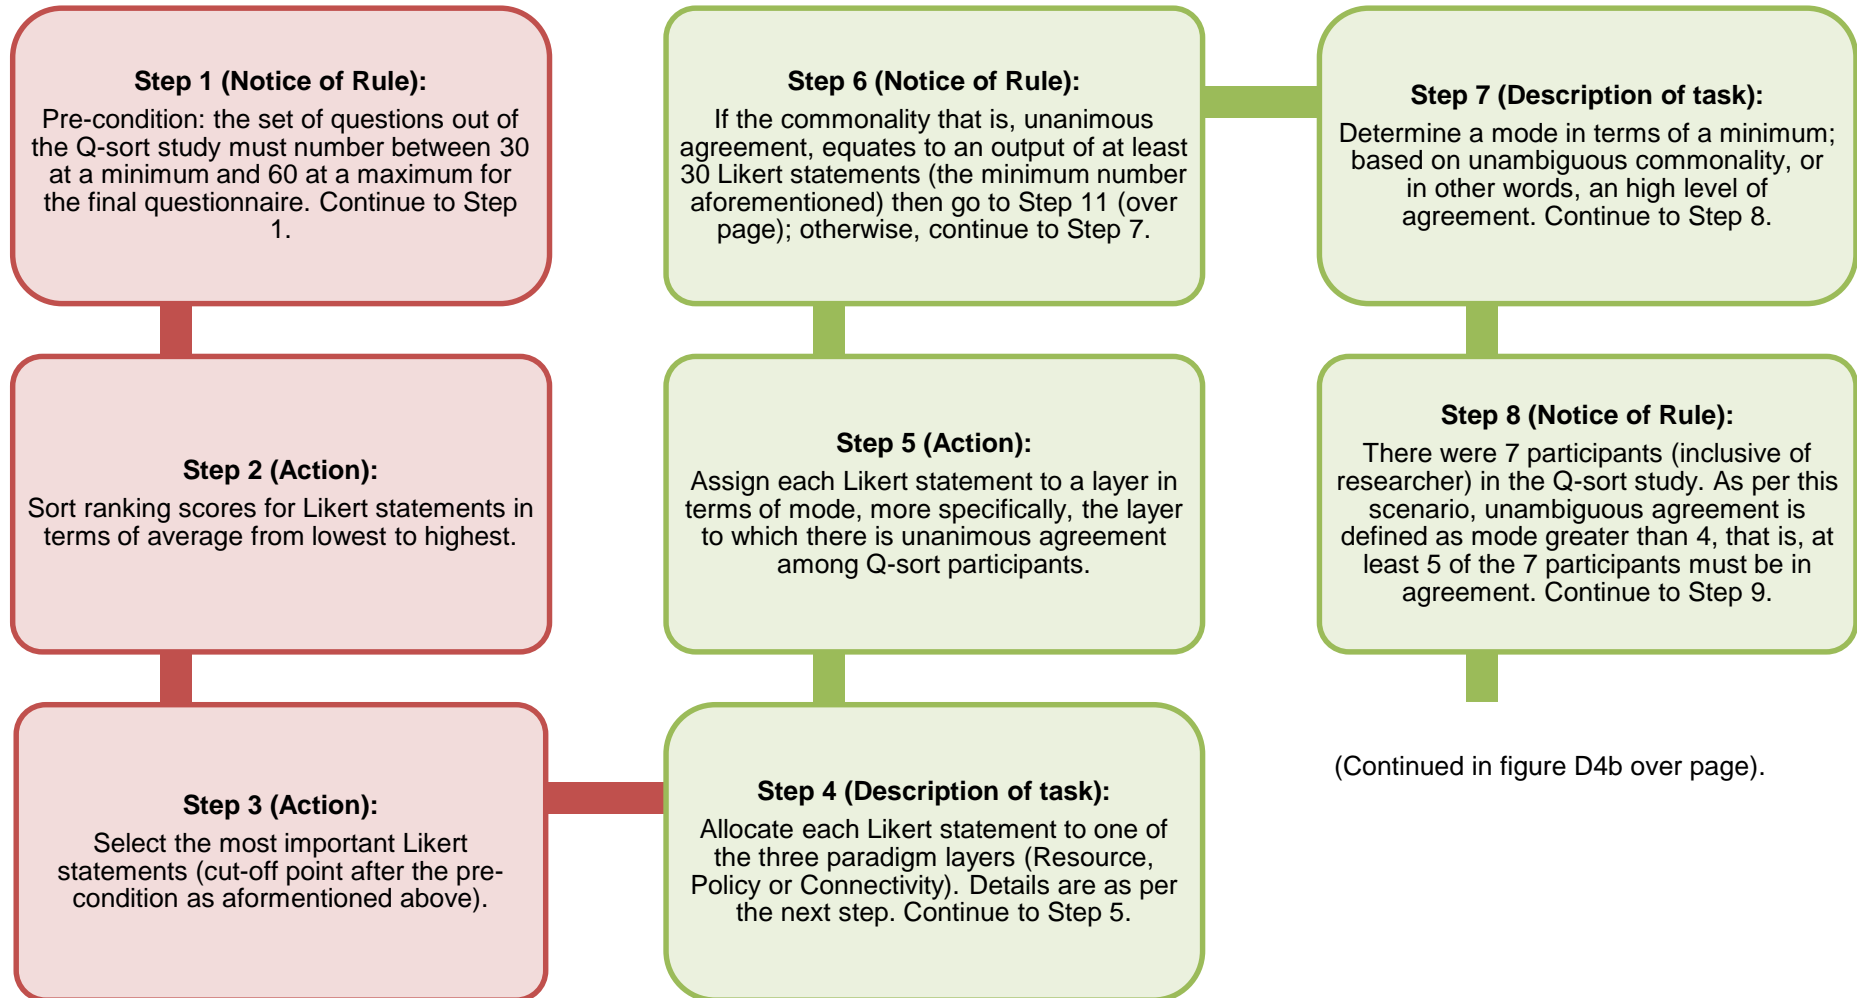 Step 1 (Notice of Rule):
Pre-condition: the set of questions out of
the Q-sort study must number between 30
at a minimum and 60 at a maximum for
the final questionnaire. Continue to Step
1.
Step 2 (Action):
Sort ranking scores for Likert statements in
terms of average from lowest to highest.
Step 3 (Action):
Select the most important Likert
statements (cut-off point after the pre-
condition as aformentioned above).
Step 4 (Description of task):
Allocate each Likert statement to one of
the three paradigm layers (Resource,
Policy or Connectivity). Details are as per
the next step. Continue to Step 5.
Step 5 (Action):
Assign each Likert statement to a layer in
terms of mode, more specifically, the layer
to which there is unanimous agreement
among Q-sort participants.
Step 6 (Notice of Rule):
If the commonality that is, unanimous
agreement, equates to an output of at least
30 Likert statements (the minimum number
aforementioned) then go to Step 11 (over
page); otherwise, continue to Step 7.
Step 7 (Description of task):
Determine a mode in terms of a minimum;
based on unambiguous commonality, or
in other words, an high level of
agreement. Continue to Step 8.
Step 8 (Notice of Rule):
There were 7 participants (inclusive of
researcher) in the Q-sort study. As per this
scenario, unambiguous agreement is
defined as mode greater than 4, that is, at
least 5 of the 7 participants must be in
agreement. Continue to Step 9.
(Continued in figure D4b over page).